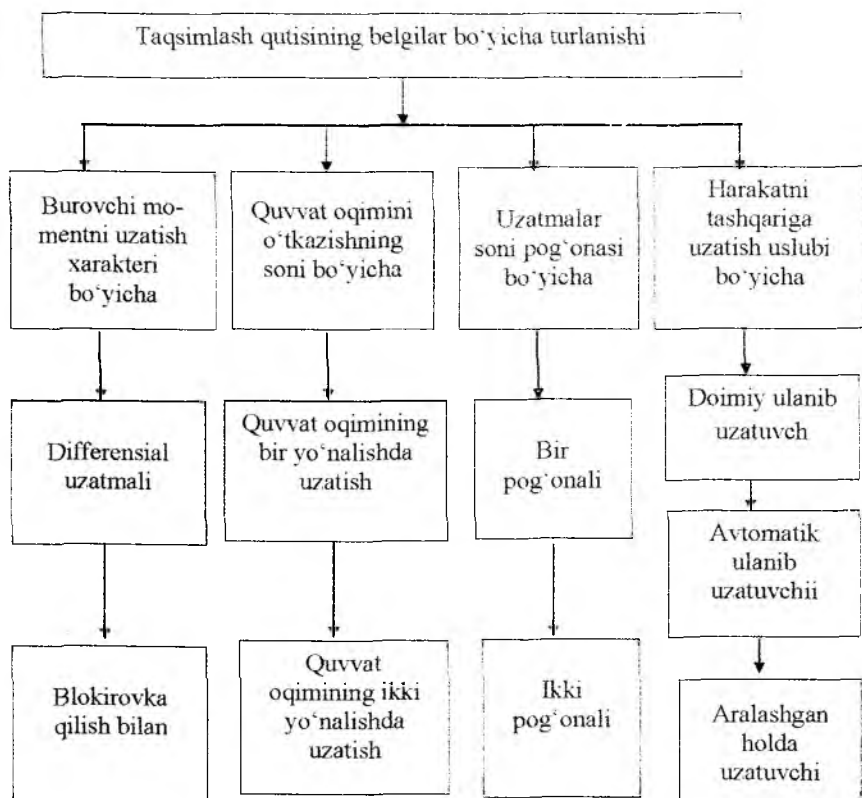 Taqsimlash qutisining belgilar bo‘yicha turlanishi
Burovchi mo-
mentni uzatish
xarakteri
bo‘yicha
Quvvat oqimini
o‘tkazishning
soni bo‘yicha
Uzatmalar
soni pog‘onasi
bo‘yicha
Harakatni
tashqariga
uzatish uslubi
bo‘yicha
Differensial
uzatmali
Quvvat oqimining
bir yo‘nalishda
uzatish
Bir
pog‘onali
Doimiy ulanib
uzatuvch
Avtomatik
ulanib
uzatuvchii
Blokirovka
qilish bilan
Quvvat
oqimining ikki
yo‘nalishda
uzatish
Ikki
pog‘onali
Aralashgan
holda
uzatuvchi